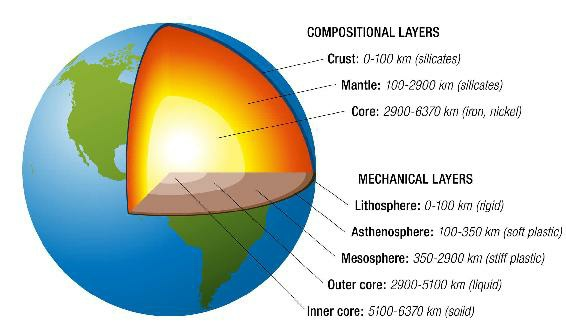 COMPOSITIONAL LAYERS
Crust: 0-100 km (silicates)
Mantle: 100-2900 km (silicates)
Core: 2900-6370 km (iron, nickel)
MECHANICAL LAYERS
Lithosphere: 0-100 km (rigid)
Asthenosphere: 100-350 km (soft plastic)
Mesosphere: 350-2900 km (stiff plastic)
Outer core: 2900-5100 km (liquid)
Inner core: 5100-6370 km (solid)